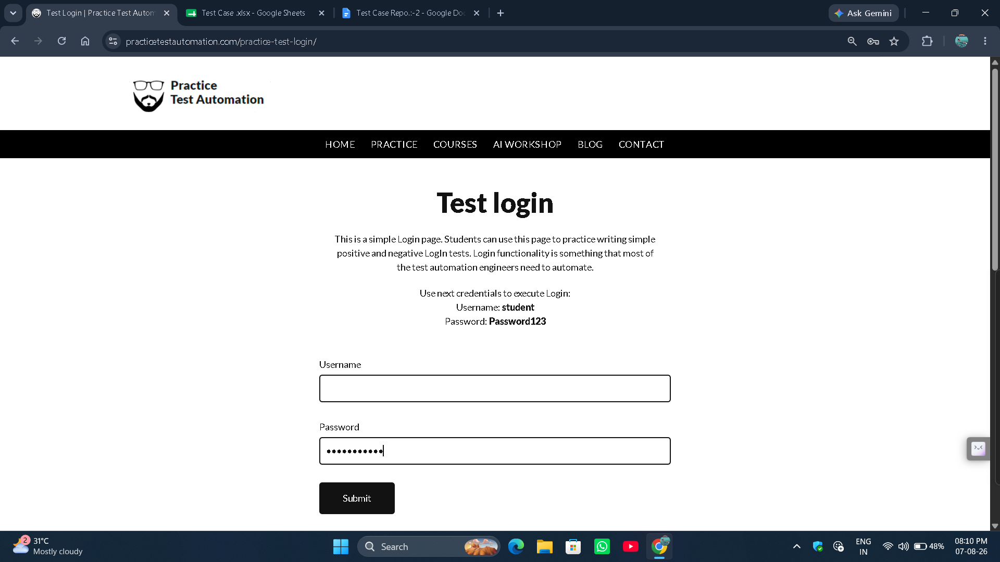 Test Login | Practice Test Autom
Test Case .xlsx - Google Sheets
Test Case Repo.:-2 - Google Doc
Ask Gemini
practicetestautomation.com/practice-test-login/
Practice
Test Automation
HOME PRACTICE COURSES AI WORKSHOP BLOG CONTACT
Test login
This is a simple Login page. Students can use this page to practice writing simple
positive and negative LogIn tests. Login functionality is something that most of
the test automation engineers need to automate.
Use next credentials to execute Login:
Username: student
Password: Password123
Username
Password
Submit
2
31°C
Mostly cloudy
Search
ENG
IN
48%
08:10 PM
07-08-26